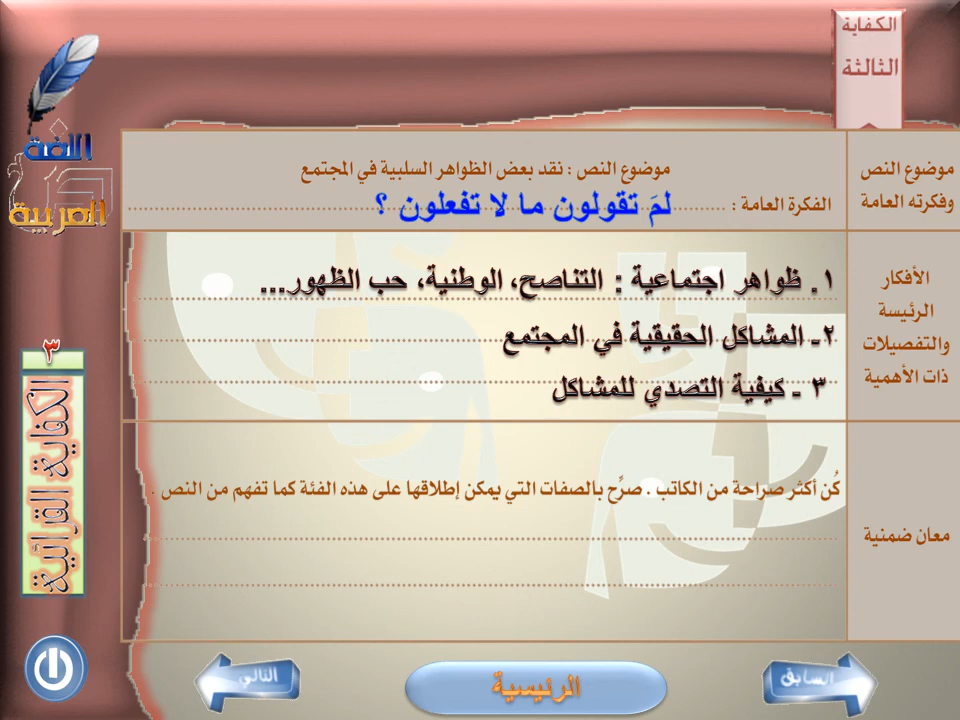 الكفاية
الثالثة
اللغة
العربية
موضوع النص
وفكرته العامة
موضوع النص : نقد بعض الظواهر السلبية في المجتمع
الفكرة العامة : لمَ تقولون ما لا تفعلون ؟
الأفكار
الرئيسة
والتفصيلات
ذات الأهمية
١. ظواهر اجتماعية : التناصح، الوطنية، حب الظهور...
٢- المشاكل الحقيقية في المجتمع
٣ - كيفية التصدي للمشاكل
معان ضمنية
كُن أكثر صراحة من الكاتب . صرِّح بالصفات التي يمكن إطلاقها على هذه الفئة كما تفهم من النص .
٣
الكفاية القرائية
السابق
الرئيسية
التالي